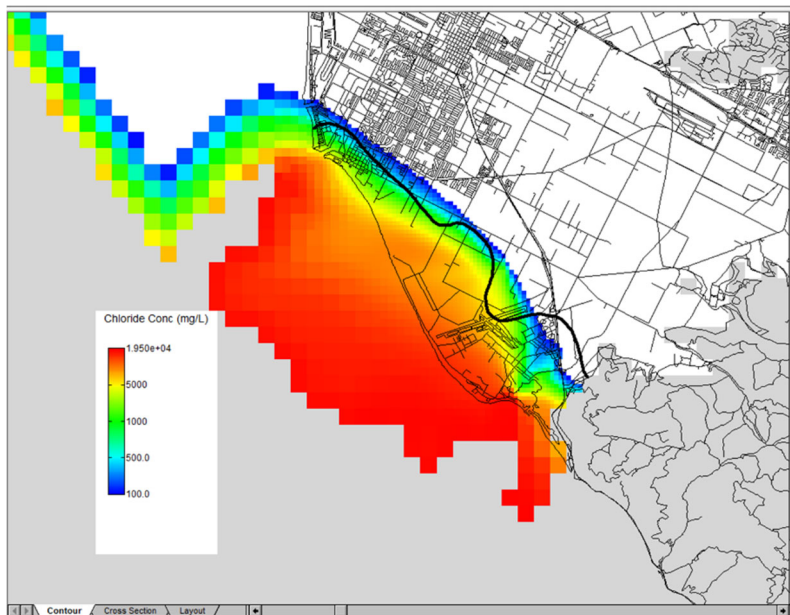 Chloride Conc (mg/L)
1.950e+04
5000
1000
500.0
100.0
Contour
Cross Section
Layout